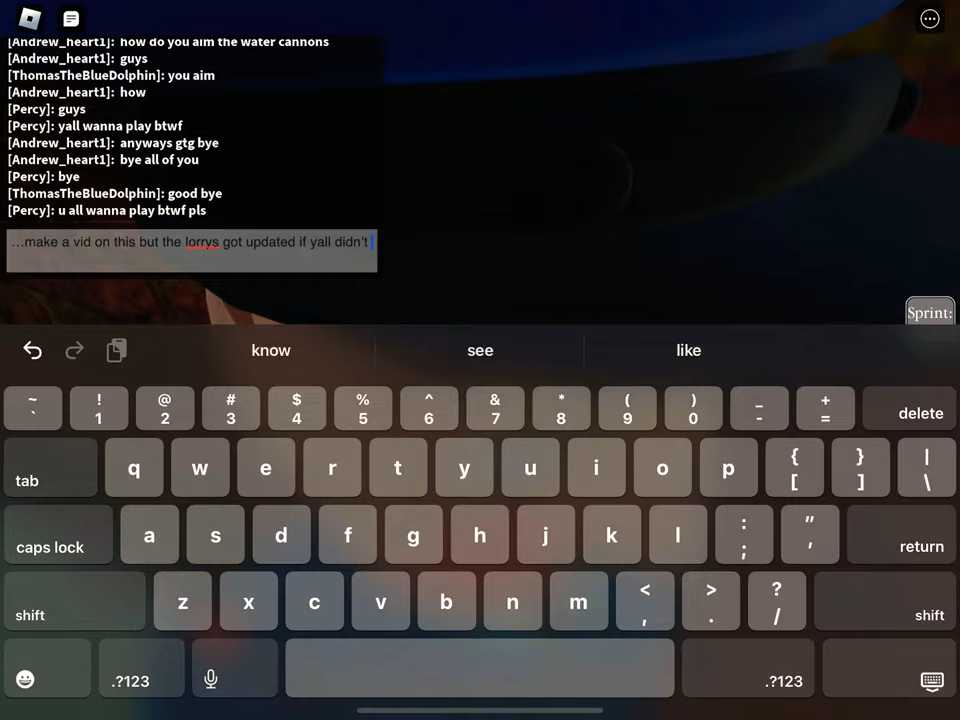 [Andrew_heart1]: how do you aim the water cannons
[Andrew_heart1]: guys
[ThomasTheBlueDolphin]: you aim
[Andrew_heart1]: how
[Percy]: guys
[Percy]: yall wanna play btwf
[Andrew_heart1]: anyways gtg bye
[Andrew_heart1]: bye all of you
[Percy]: bye
[ThomasTheBlueDolphin]: good bye
[Percy]: u all wanna play btwf pls
...make a vid on this but the lorrys got updated if yall didn't
Sprint:
know see like
~ ! @ # $ % ^ & * ( ) _ +
` 1 2 3 4 5 6 7 8 9 0 - = delete
tab q w e r t y u i o p { [ } ] | \
caps lock a s d f g h j k l : ; " ' return
shift z x c v b n m < , > . ? / shift
.?123 .?123